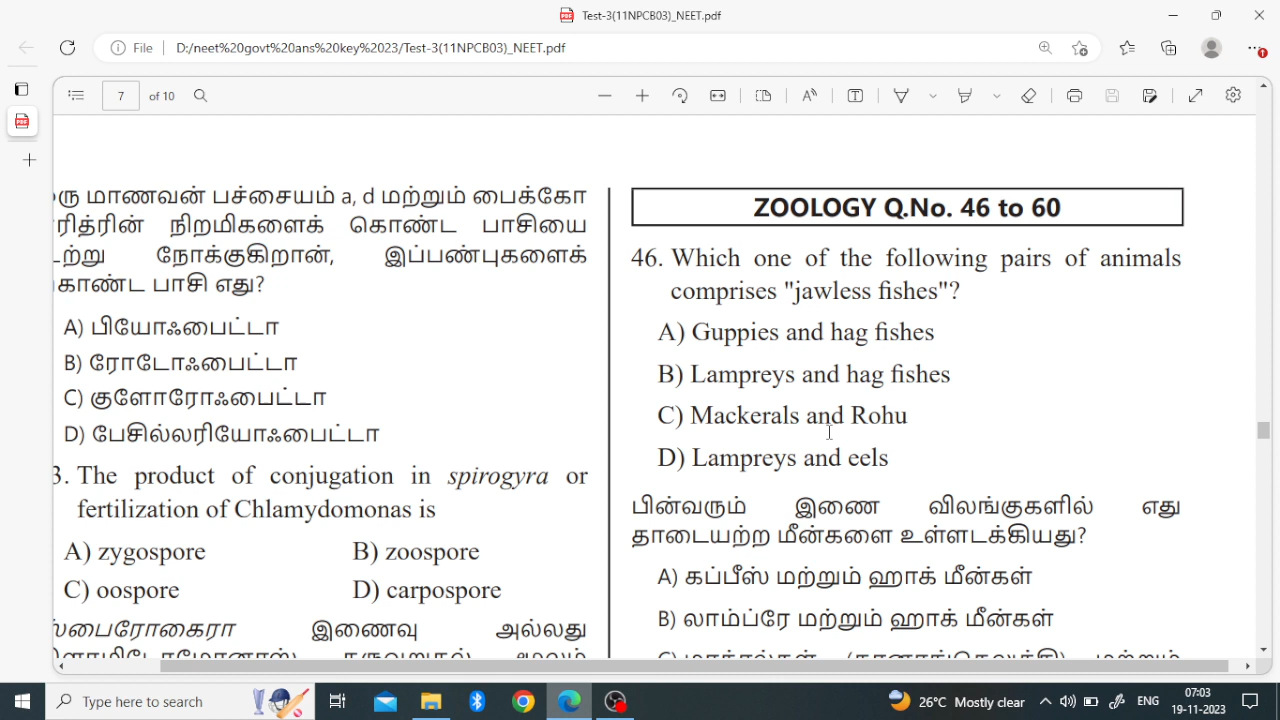 Test-3(11NPCB03)_NEET.pdf
File
D:/neet%20govt%20ans%20key%2023/Test-3(11NPCB03)_NEET.pdf
7
of 10
மாணவன் பச்சையம் a, d மற்றும் பைக்கோ
நிறமிகளைக் கொண்ட பாசியை
நோக்குகிறான், இப்பண்புகளைக்
பாசி எது?
A) பியோஃபைட்டா
B) ரோடோஃபைட்டா
C) குளோரோஃபைட்டா
D) பேசில்லரியோஃபைட்டா
3. The product of conjugation in spirogyra or
fertilization of Chlamydomonas is
A) zygospore B) zoospore
C) oospore D) carpospore
இணைவு அல்லது
ZOOLOGY Q.No. 46 to 60
46. Which one of the following pairs of animals
comprises "jawless fishes"?
A) Guppies and hag fishes
B) Lampreys and hag fishes
C) Mackerals and Rohu
D) Lampreys and eels
பின்வரும் இணை விலங்குகளில் எது
தாடையற்ற மீன்களை உள்ளடக்கியது?
A) கப்பீஸ் மற்றும் ஹாக் மீன்கள்
B) லாம்ப்ரே மற்றும் ஹாக் மீன்கள்
Type here to search
26°C Mostly clear
ENG
07:03
19-11-2023